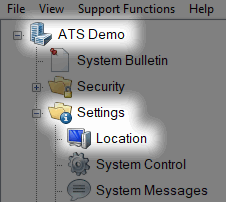 File View Support Functions Help
ATS Demo
System Bulletin
Security
Settings
Location
System Control
System Messages